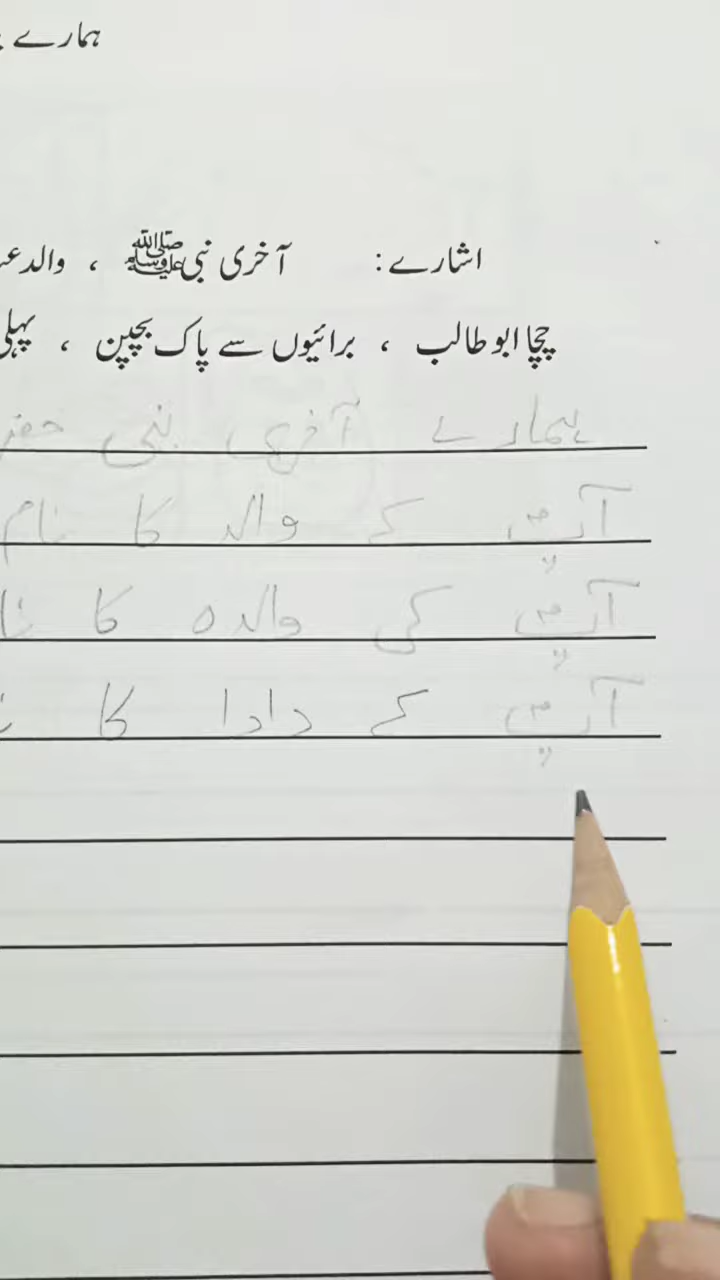 ہمارے
اشارے : آخری نبی ﷺ ، والد
چچا ابو طالب ، برائیوں سے پاک بچپن ، پہلی
ہمارے آخری نبی
آپؐ کے والد کا نام
آپؐ کی والدہ کا
آپؐ کے دادا کا